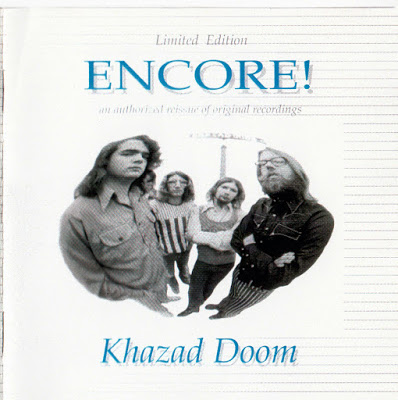 Limited Edition
ENCORE!
an authorized reissue of original recordings
Khazad Doom